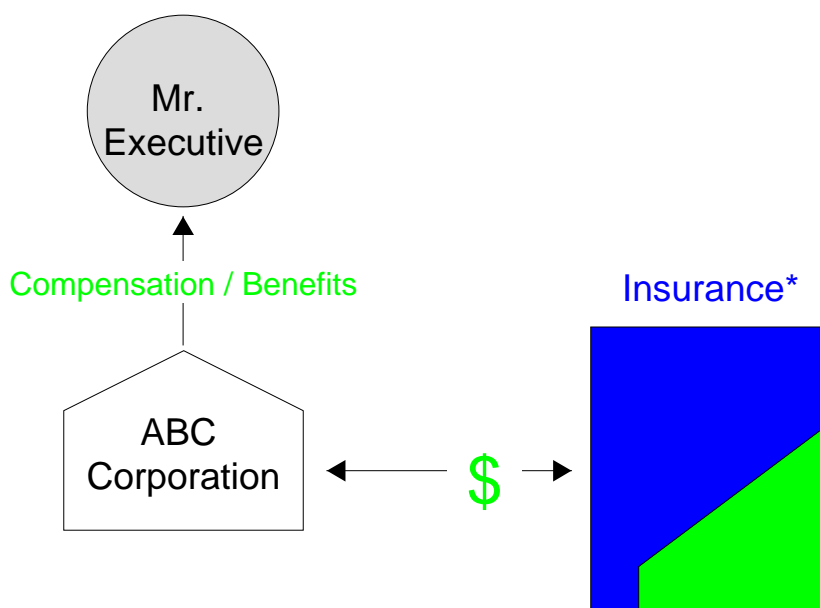 Mr.
Executive
Compensation / Benefits
Insurance*
ABC
Corporation
$